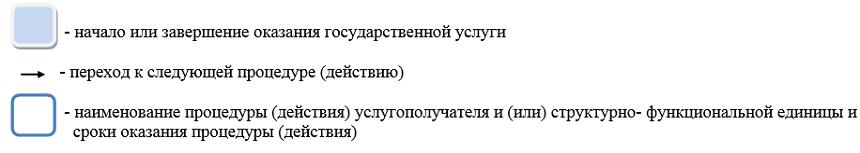 - начало или завершение оказания государственной услуги
- переход к следующей процедуре (действию)
- наименование процедуры (действия) услугополучателя и (или) структурно- функциональной единицы и
сроки оказания процедуры (действия)